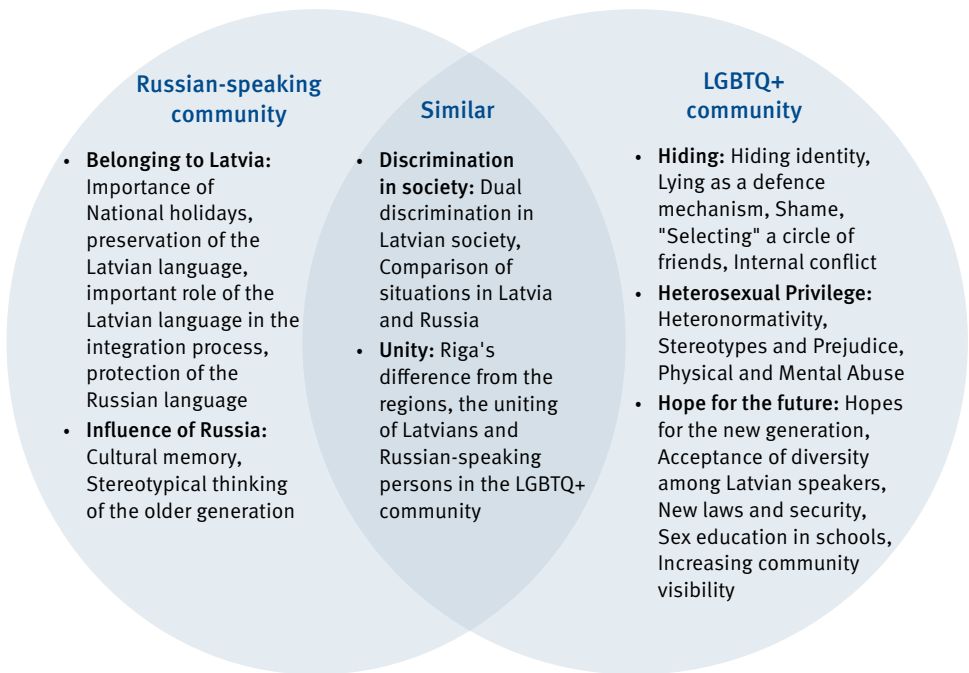 Russian-speaking
community
• Belonging to Latvia:
Importance of
National holidays,
preservation of the
Latvian language,
important role of the
Latvian language in the
integration process,
protection of the
Russian language
• Influence of Russia:
Cultural memory,
Stereotypical thinking
of the older generation
Similar
• Discrimination
in society: Dual
discrimination in
Latvian society,
Comparison of
situations in Latvia
and Russia
• Unity: Riga's
difference from the
regions, the uniting
of Latvians and
Russian-speaking
persons in the LGBTQ+
community
LGBTQ+
community
• Hiding: Hiding identity,
Lying as a defence
mechanism, Shame,
"Selecting" a circle of
friends, Internal conflict
• Heterosexual Privilege:
Heteronormativity,
Stereotypes and Prejudice,
Physical and Mental Abuse
• Hope for the future: Hopes
for the new generation,
Acceptance of diversity
among Latvian speakers,
New laws and security,
Sex education in schools,
Increasing community
visibility